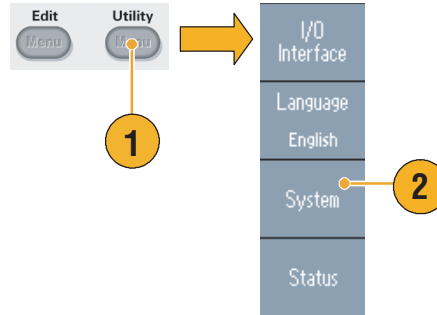 Edit
Utility
Menu
Menu
1
I/O
Interface
Language
English
System
2
Status